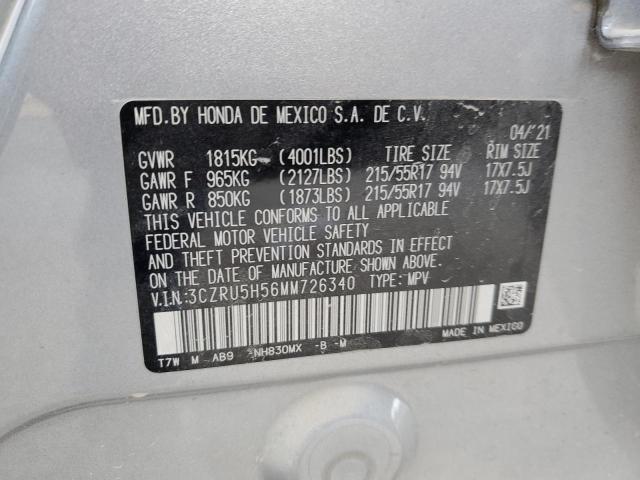 MFD.BY HONDA DE MEXICO S.A. DE C.V.
04/'21
GVWR 1815KG (4001LBS) TIRE SIZE RIM SIZE
GAWR F 965KG (2127LBS) 215/55R17 94V 17X7.5J
GAWR R 850KG (1873LBS) 215/55R17 94V 17X7.5J
THIS VEHICLE CONFORMS TO ALL APPLICABLE
FEDERAL MOTOR VEHICLE SAFETY
AND THEFT PREVENTION STANDARDS IN EFFECT
ON THE DATE OF MANUFACTURE SHOWN ABOVE.
V.IN:3CZRU5H56MM726340 TYPE: MPV
MADE IN MEXICO
T7W M AB9 NH830MX -B -M